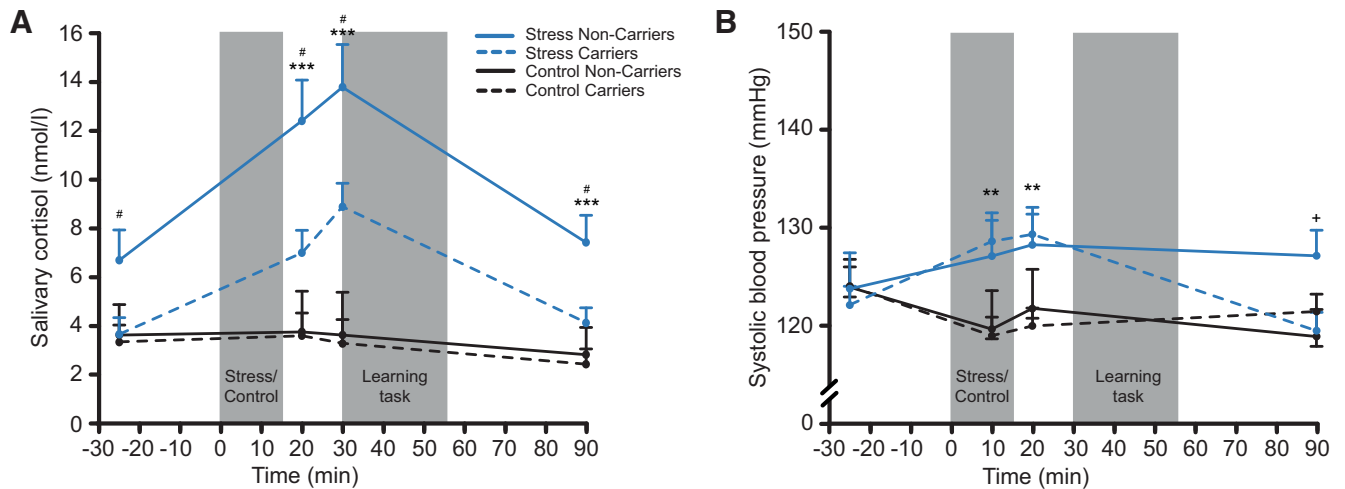 A
Salivary cortisol (nmol/l)
16
14
12
10
8
6
4
2
0
#
#
***
#
***
#
***
Stress Non-Carriers
Stress Carriers
Control Non-Carriers
Control Carriers
Stress/
Control
Learning
task
-30 -20 -10 0 10 20 30 40 50 60 70 80 90
Time (min)
B
Systolic blood pressure (mmHg)
150
140
130
120
0
**
**
+
Stress/
Control
Learning
task
-30 -20 -10 0 10 20 30 40 50 60 70 80 90
Time (min)